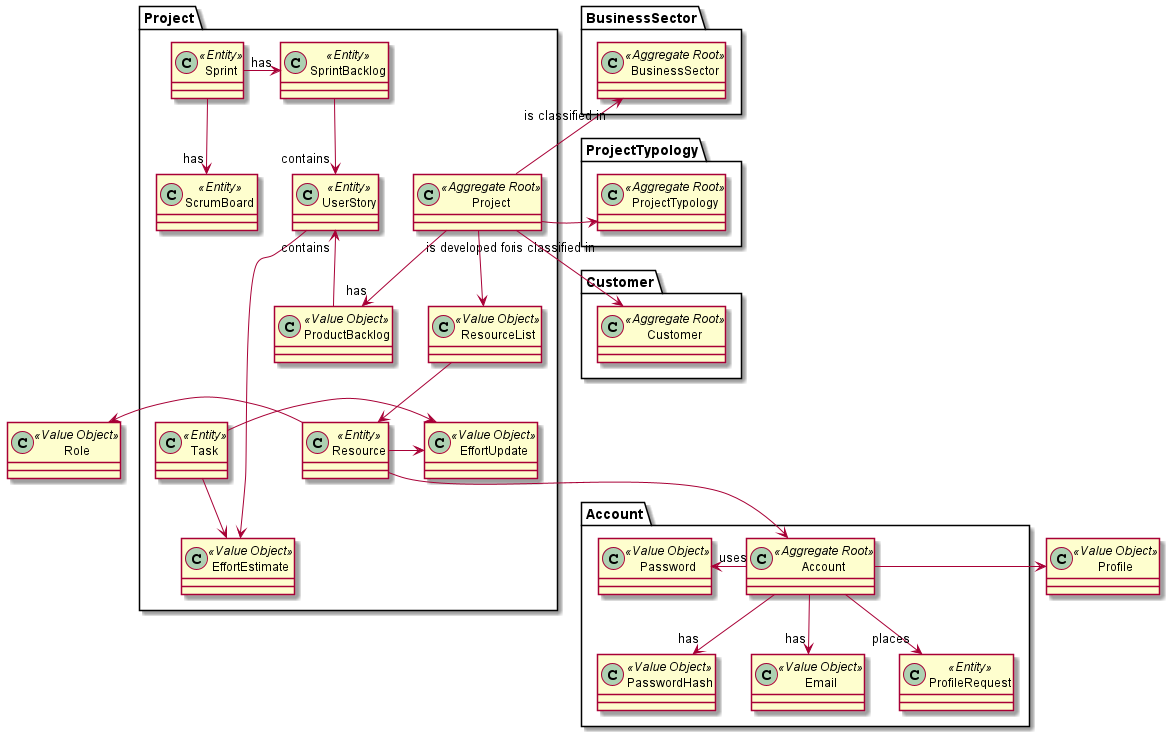 Project
BusinessSector
C «Entity» Sprint
has
C «Entity» SprintBacklog
C «Aggregate Root» BusinessSector
is classified in
ProjectTypology
has
contains
C «Entity» ScrumBoard
C «Entity» UserStory
C «Aggregate Root» Project
C «Aggregate Root» ProjectTypology
contains
is developed for
is classified in
Customer
has
C «Value Object» ProductBacklog
C «Value Object» ResourceList
C «Aggregate Root» Customer
C «Value Object» Role
C «Entity» Task
C «Entity» Resource
C «Value Object» EffortUpdate
Account
C «Value Object» EffortEstimate
C «Value Object» Password
uses
C «Aggregate Root» Account
C «Value Object» Profile
has
has
places
C «Value Object» PasswordHash
C «Value Object» Email
C «Entity» ProfileRequest